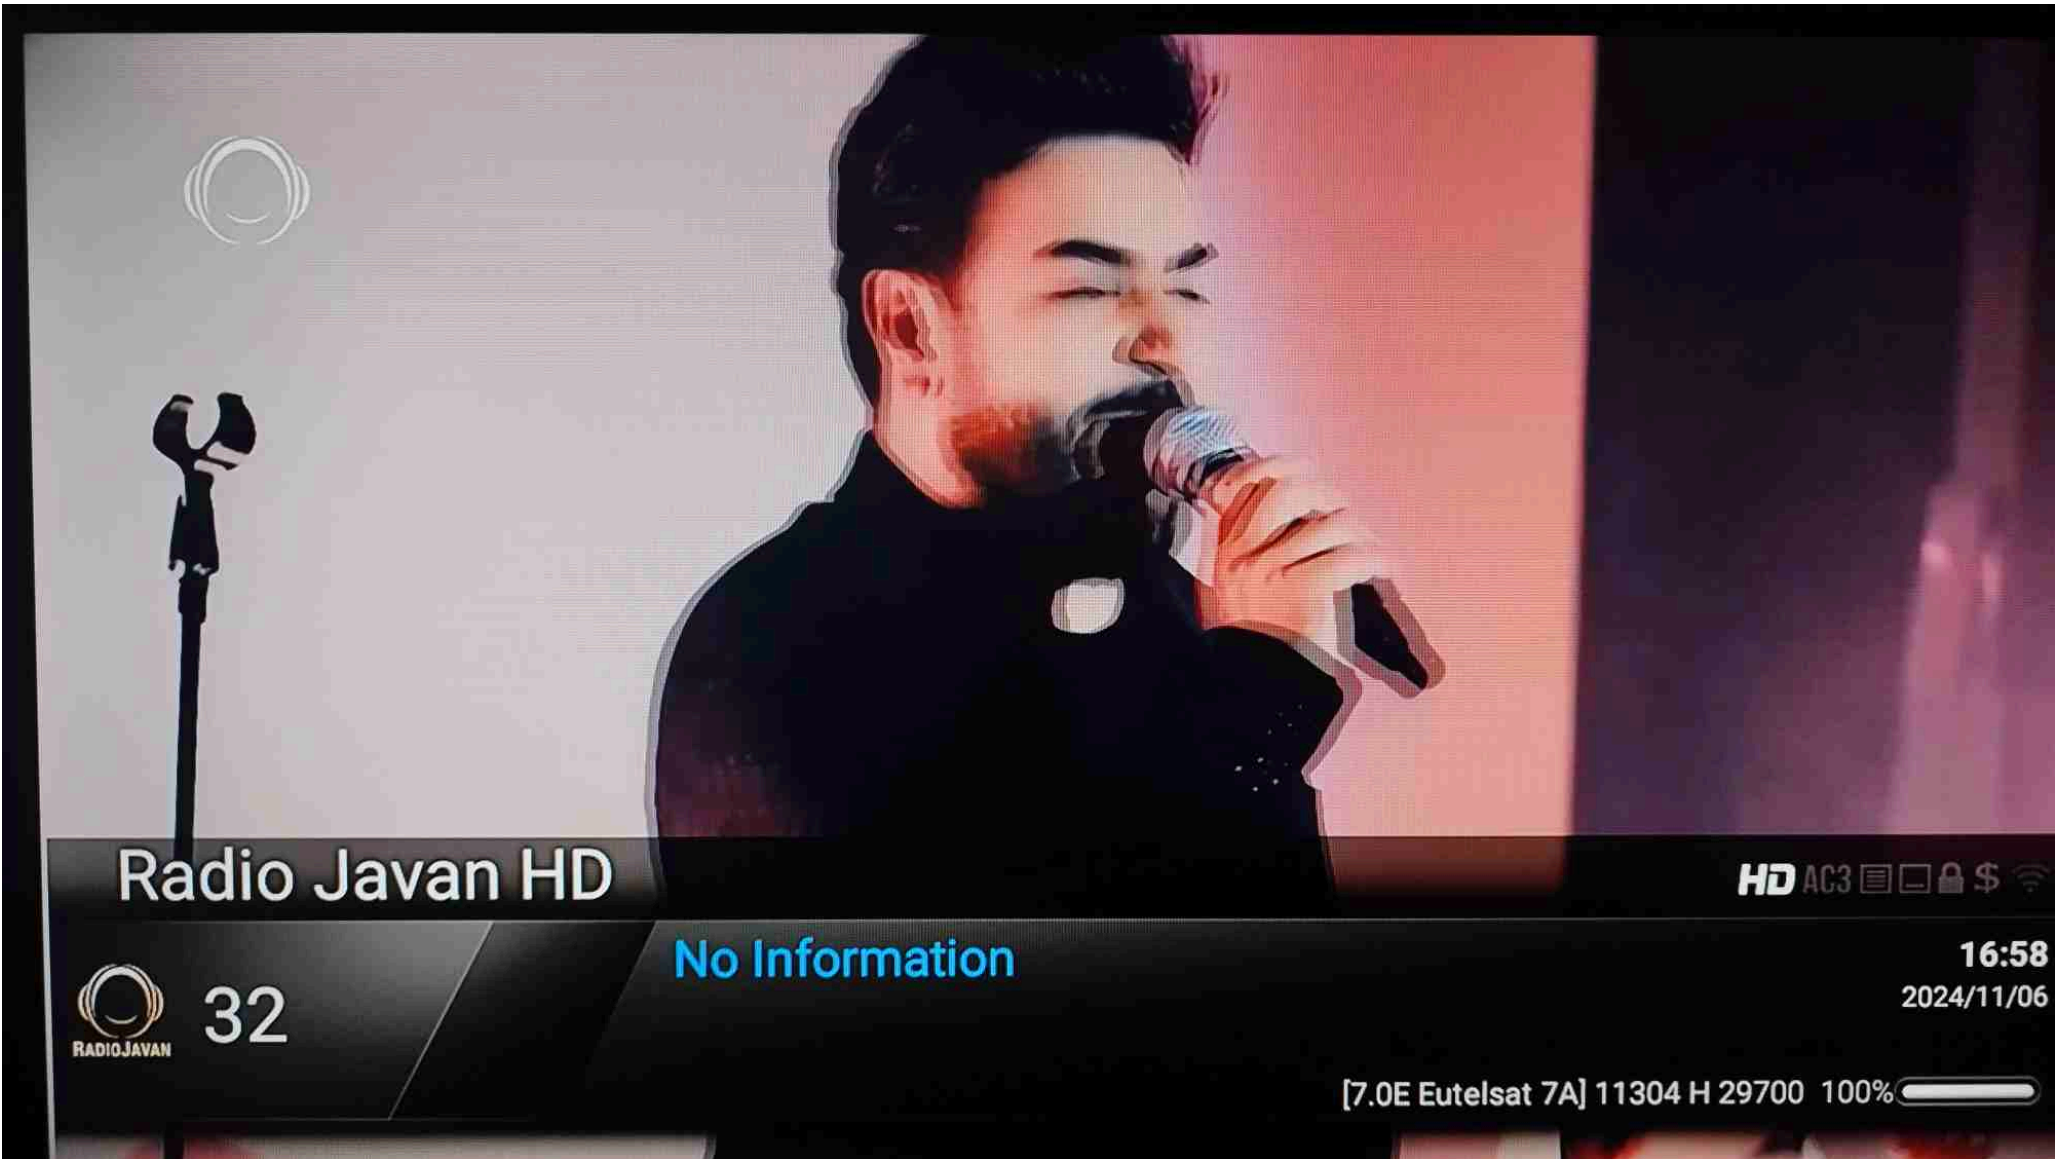 Radio Javan HD
HD AC3 $
No Information
16:58
2024/11/06
32
RADIOJAVAN
[7.0E Eutelsat 7A] 11304 H 29700 100%